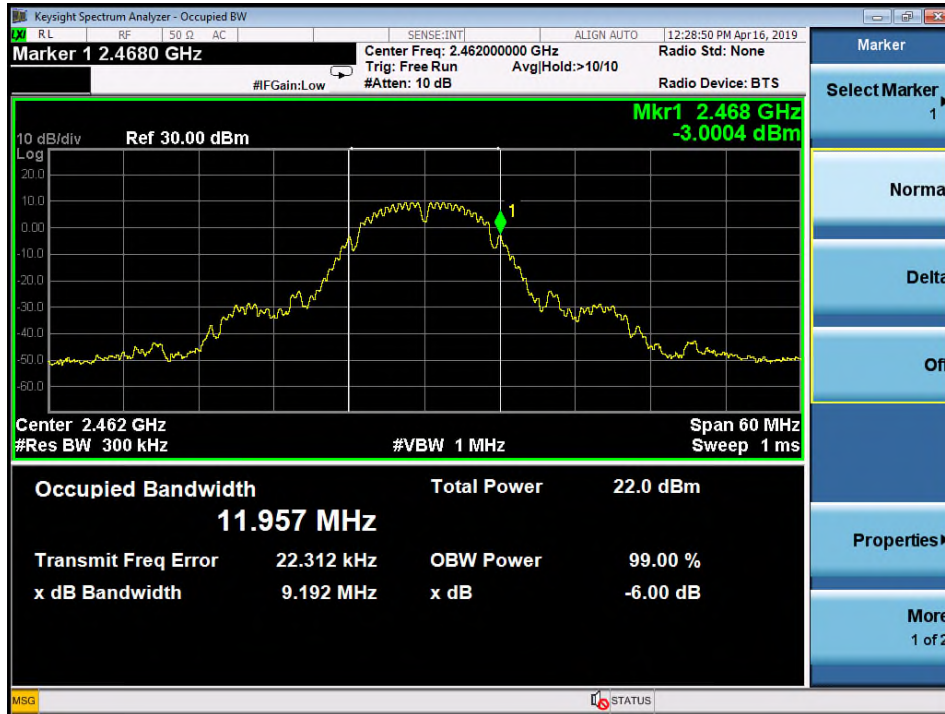 Keysight Spectrum Analyzer - Occupied BW
LXI RL RF 50 Ω AC SENSE:INT ALIGN AUTO 12:28:50 PM Apr 16, 2019
Marker 1 2.4680 GHz
Center Freq: 2.462000000 GHz
Radio Std: None
Trig: Free Run Avg|Hold:>10/10
#IFGain:Low #Atten: 10 dB Radio Device: BTS
Mkr1 2.468 GHz
-3.0004 dBm
10 dB/div Ref 30.00 dBm
Log
20.0
10.0
0.00
-10.0
-20.0
-30.0
-40.0
-50.0
-60.0
1
Center 2.462 GHz Span 60 MHz
#Res BW 300 kHz #VBW 1 MHz Sweep 1 ms
Occupied Bandwidth Total Power 22.0 dBm
11.957 MHz
Transmit Freq Error 22.312 kHz OBW Power 99.00 %
x dB Bandwidth 9.192 MHz x dB -6.00 dB
MSG STATUS
Marker
Select Marker
1
Norma
Delta
Off
Properties
More
1 of 2